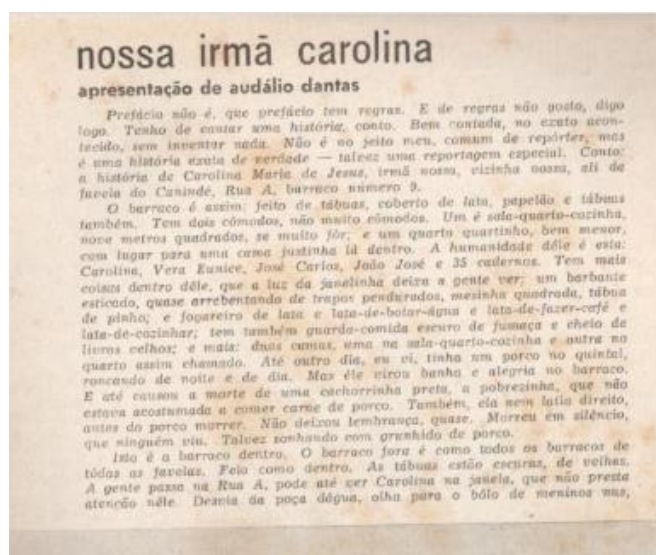 nossa irmã carolina
apresentação de audálio dantas
Prefácio não é, que prefácio tem regras. E de regras não gosto, digo
logo. Tenho de contar uma história, conto. Bem contada, no exato acon-
tecido, sem inventar nada. Não é no jeito meu, comum de repórter, mas
é uma história exata de verdade — talvez uma reportagem especial. Conto:
a história de Carolina Maria de Jesus, irmã nossa, vizinha nossa, ali da
favela do Canindé, Rua A, barraco número 9.
O barraco é assim: feito de tábuas, coberto de lata, papelão e tábuas
também. Tem dois cômodos, não muito cômodos. Um é sala-quarto-cozinha,
nove metros quadrados, se muito fôr; e um quarto quartinho, bem menor,
com lugar para uma cama justinha lá dentro. A humanidade dêle é esta:
Carolina, Vera Eunice, José Carlos, João José e 35 cadernos. Tem mais
coisas dentro dêle, que a luz da janelinha deixa a gente ver: um barbante
esticado, quase arrebentando de trapos pendurados, mesinha quadrada, tábua
de pinho; e fogareiro de lata e lata-de-botar-água e lata-de-fazer-café e
lata-de-cozinhar; tem também guarda-comida escuro de fumaça e cheio de
livros velhos; e mais: duas camas, uma na sala-quarto-cozinha e outra no
quarto assim chamado. Até outro dia, eu vi, tinha um porco no quintal,
roncando de noite e de dia. Mas êle virou banha e alegria no barraco.
E até causou a morte de uma cachorrinha preta, a pobrezinha, que não
estava acostumada a comer carne de porco. Também, ela nem latia direito,
antes do porco morrer. Não deixou lembrança, quase. Morreu em silêncio,
que ninguém viu. Talvez sonhando com grunhido de porco.
Isto é o barraco dentro. O barraco fora é como todos os barracos de
tôdas as favelas. Feio como dentro. As tábuas estão escuras, de velhas.
A gente passa na Rua A, pode até ver Carolina na janela, que não presta
atenção nêle. Desvia da poça dágua, olha para o bôlo de meninos nus,